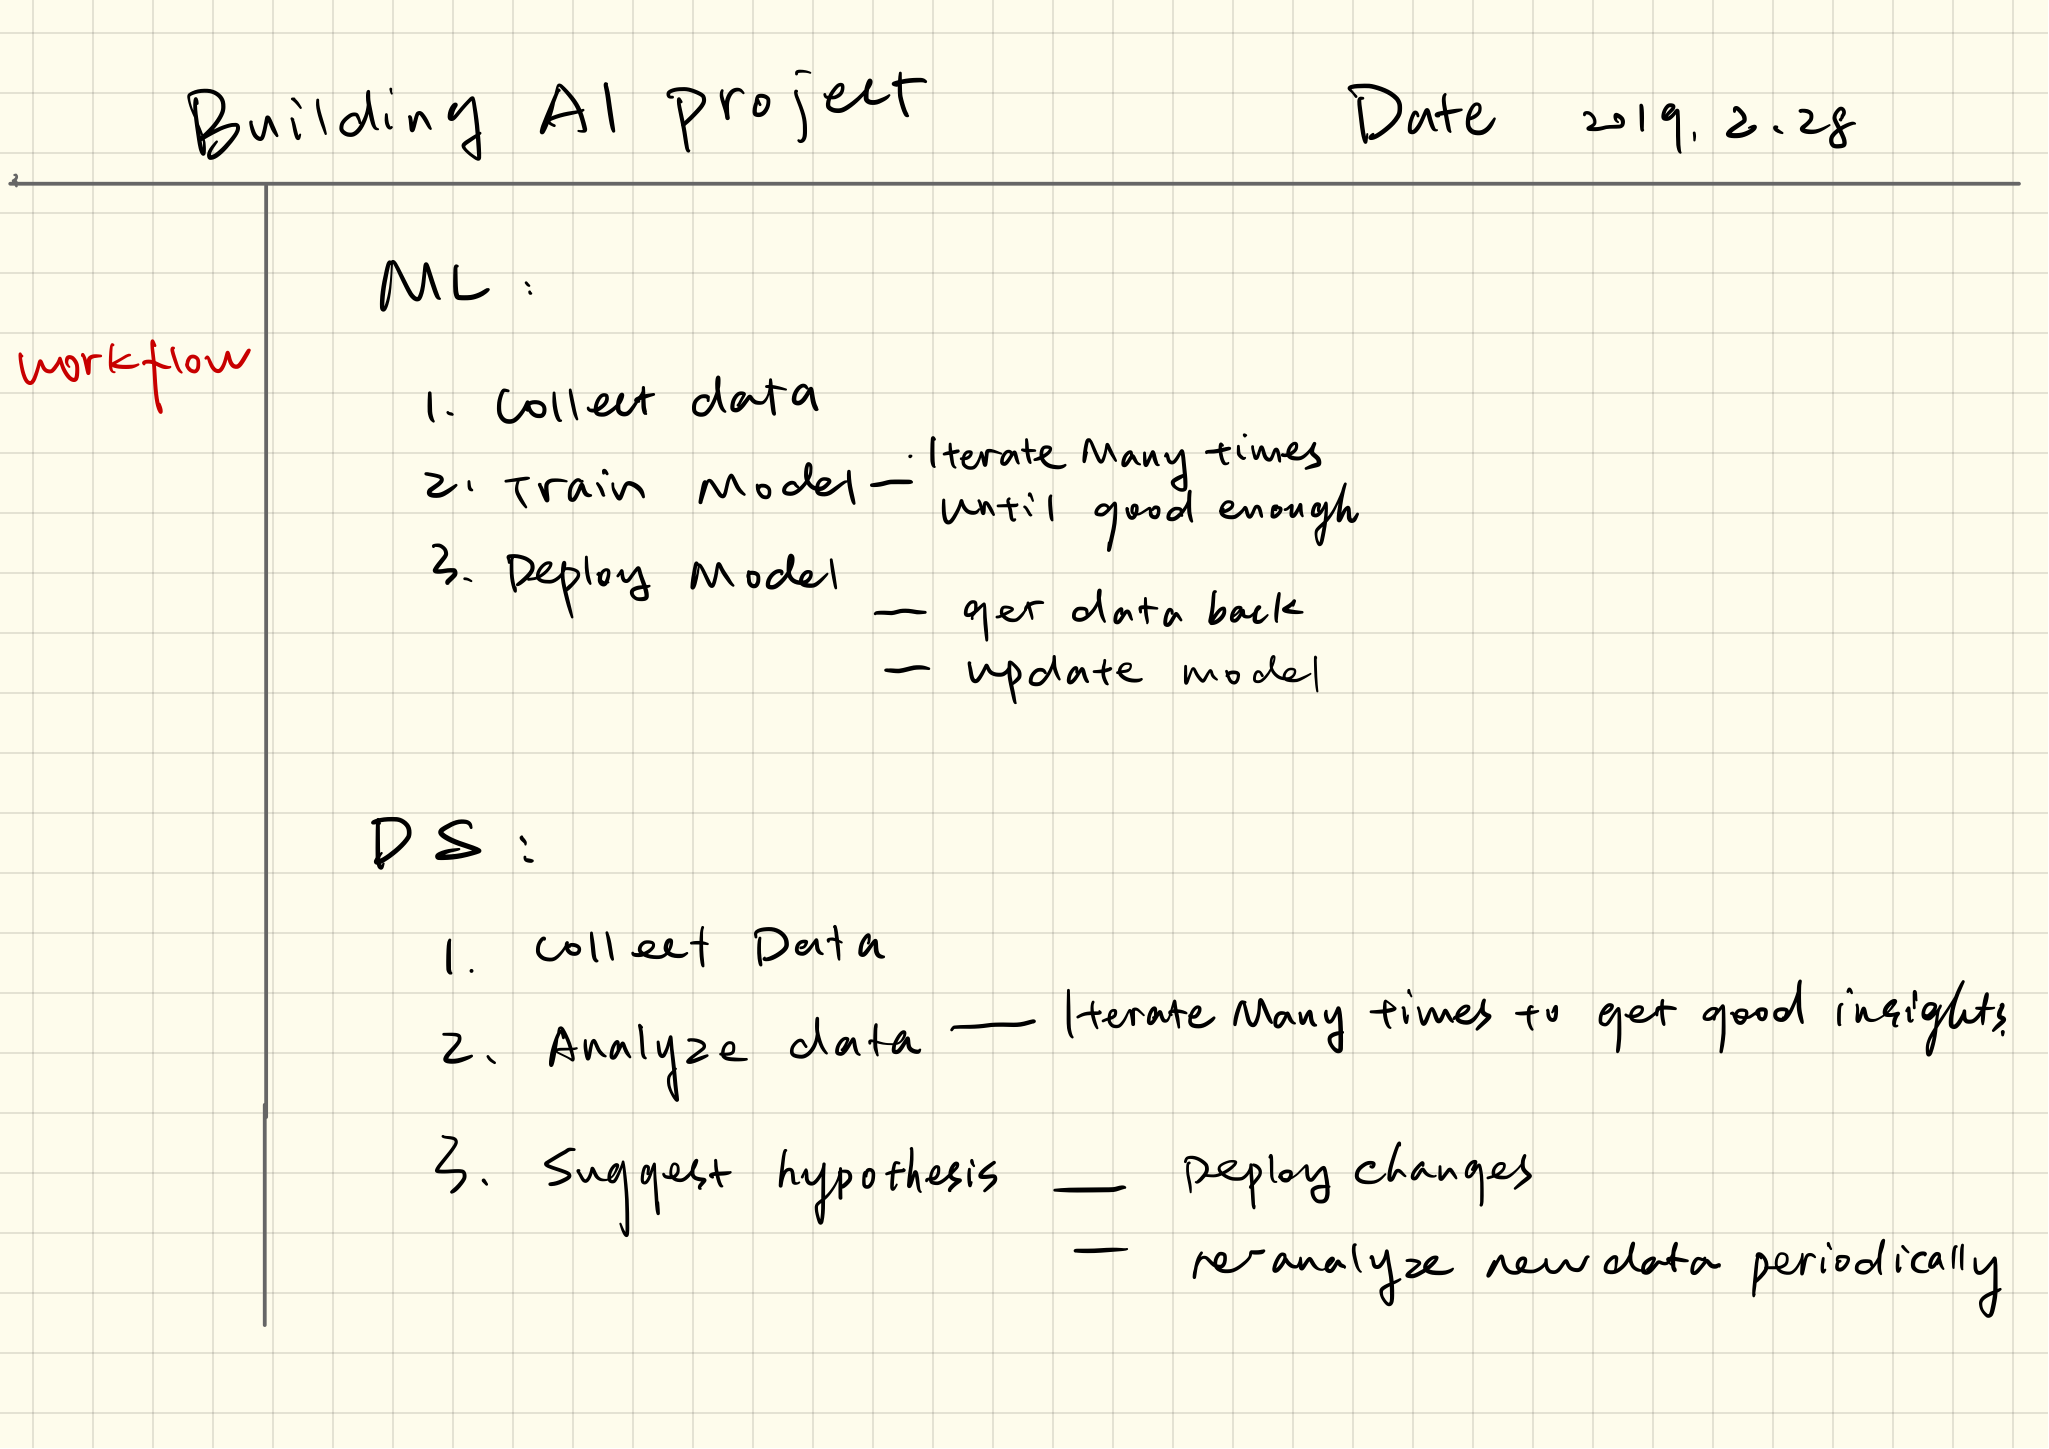 Building AI project Date 2019. 2. 28
ML :
workflow
1. Collect data
2. Train Model — Iterate Many times
until good enough
3. Deploy Model
— get data back
— update model
DS :
1. Collect Data
2. Analyze data — Iterate Many times to get good insights.
3. Suggest hypothesis — Deploy changes
— re-analyze new data periodically